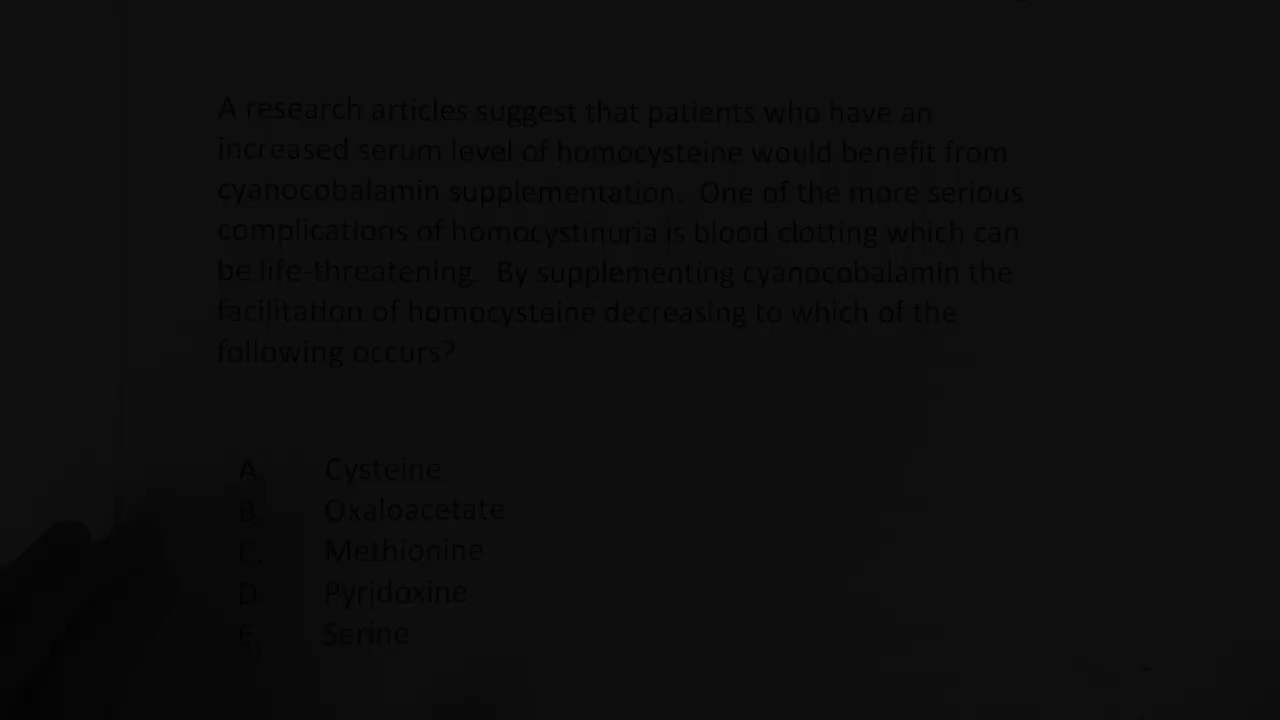 A research articles suggest that patients who have an
increased serum level of homocysteine would benefit from
cyanocobalamin supplementation. One of the more serious
complications of homocystinuria is blood clotting which can
be life-threatening. By supplementing cyanocobalamin the
facilitation of homocysteine decreasing to which of the
following occurs?
A. Cysteine
B. Oxaloacetate
C. Methionine
D. Pyridoxine
E. Serine